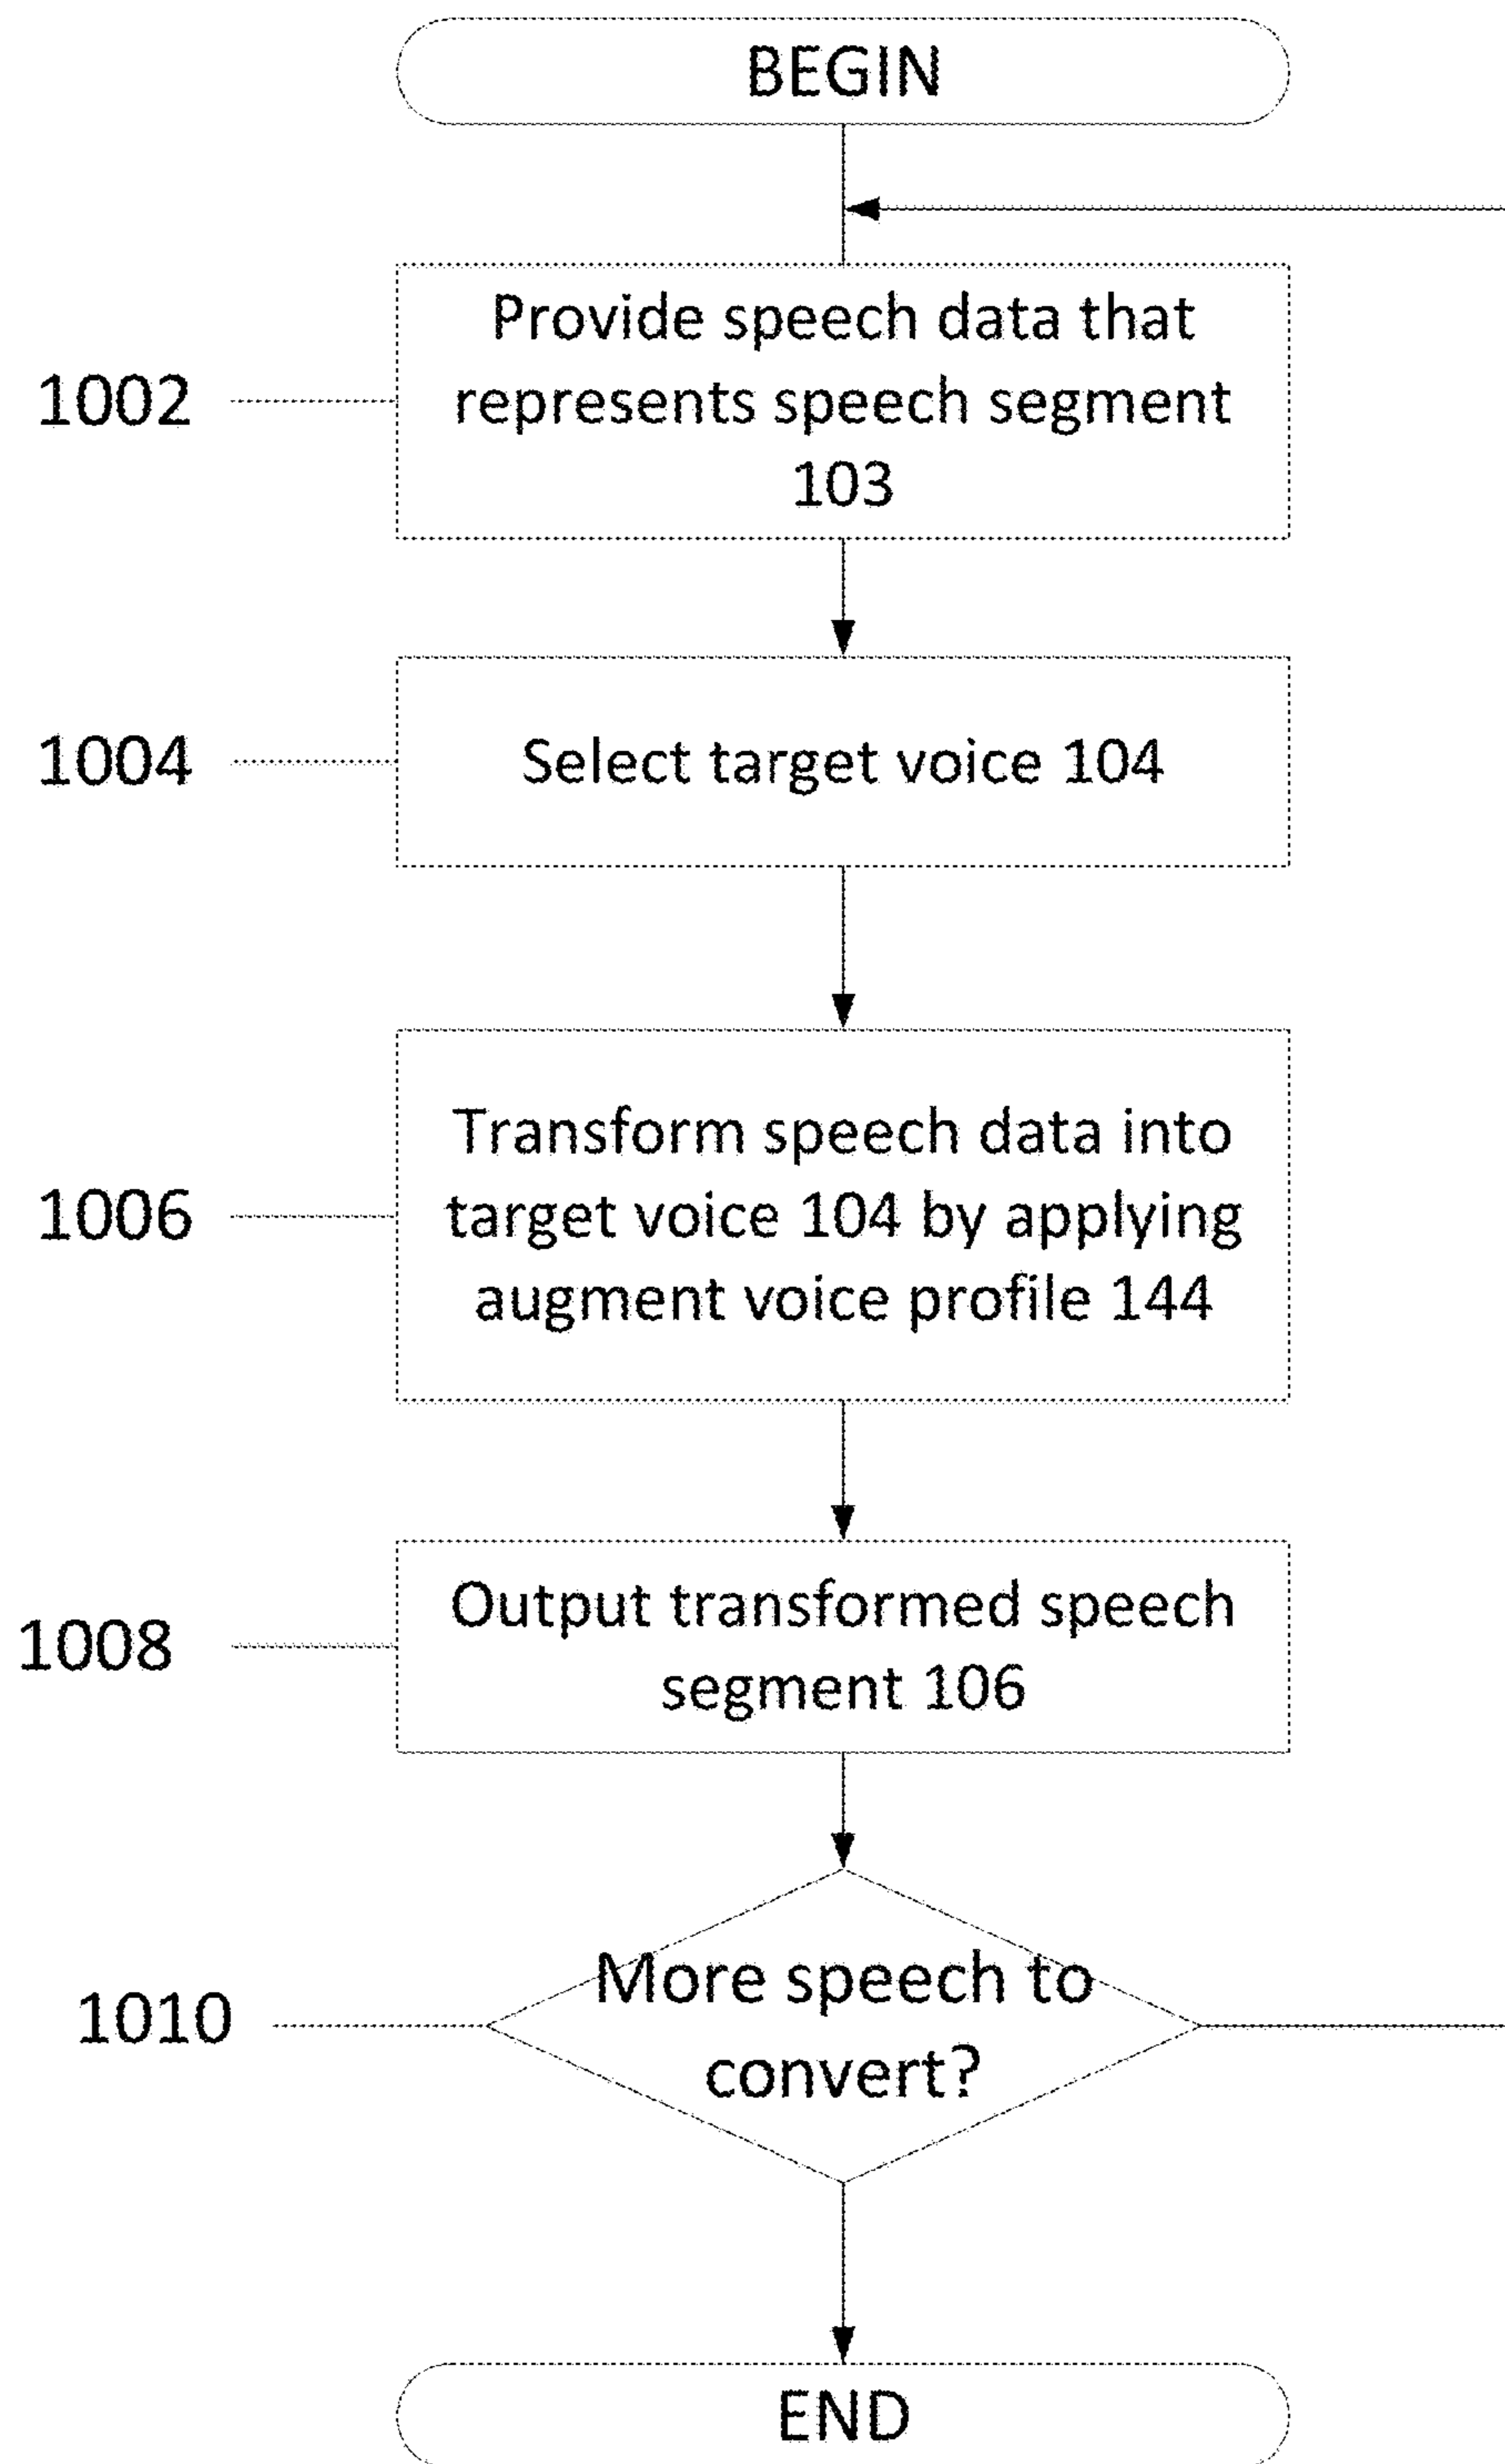 BEGIN
Provide speech data that
represents speech segment
103
1002
Select target voice 104
1004
Transform speech data into
target voice 104 by applying
augment voice profile 144
1006
Output transformed speech
segment 106
1008
More speech to
convert?
1010
END